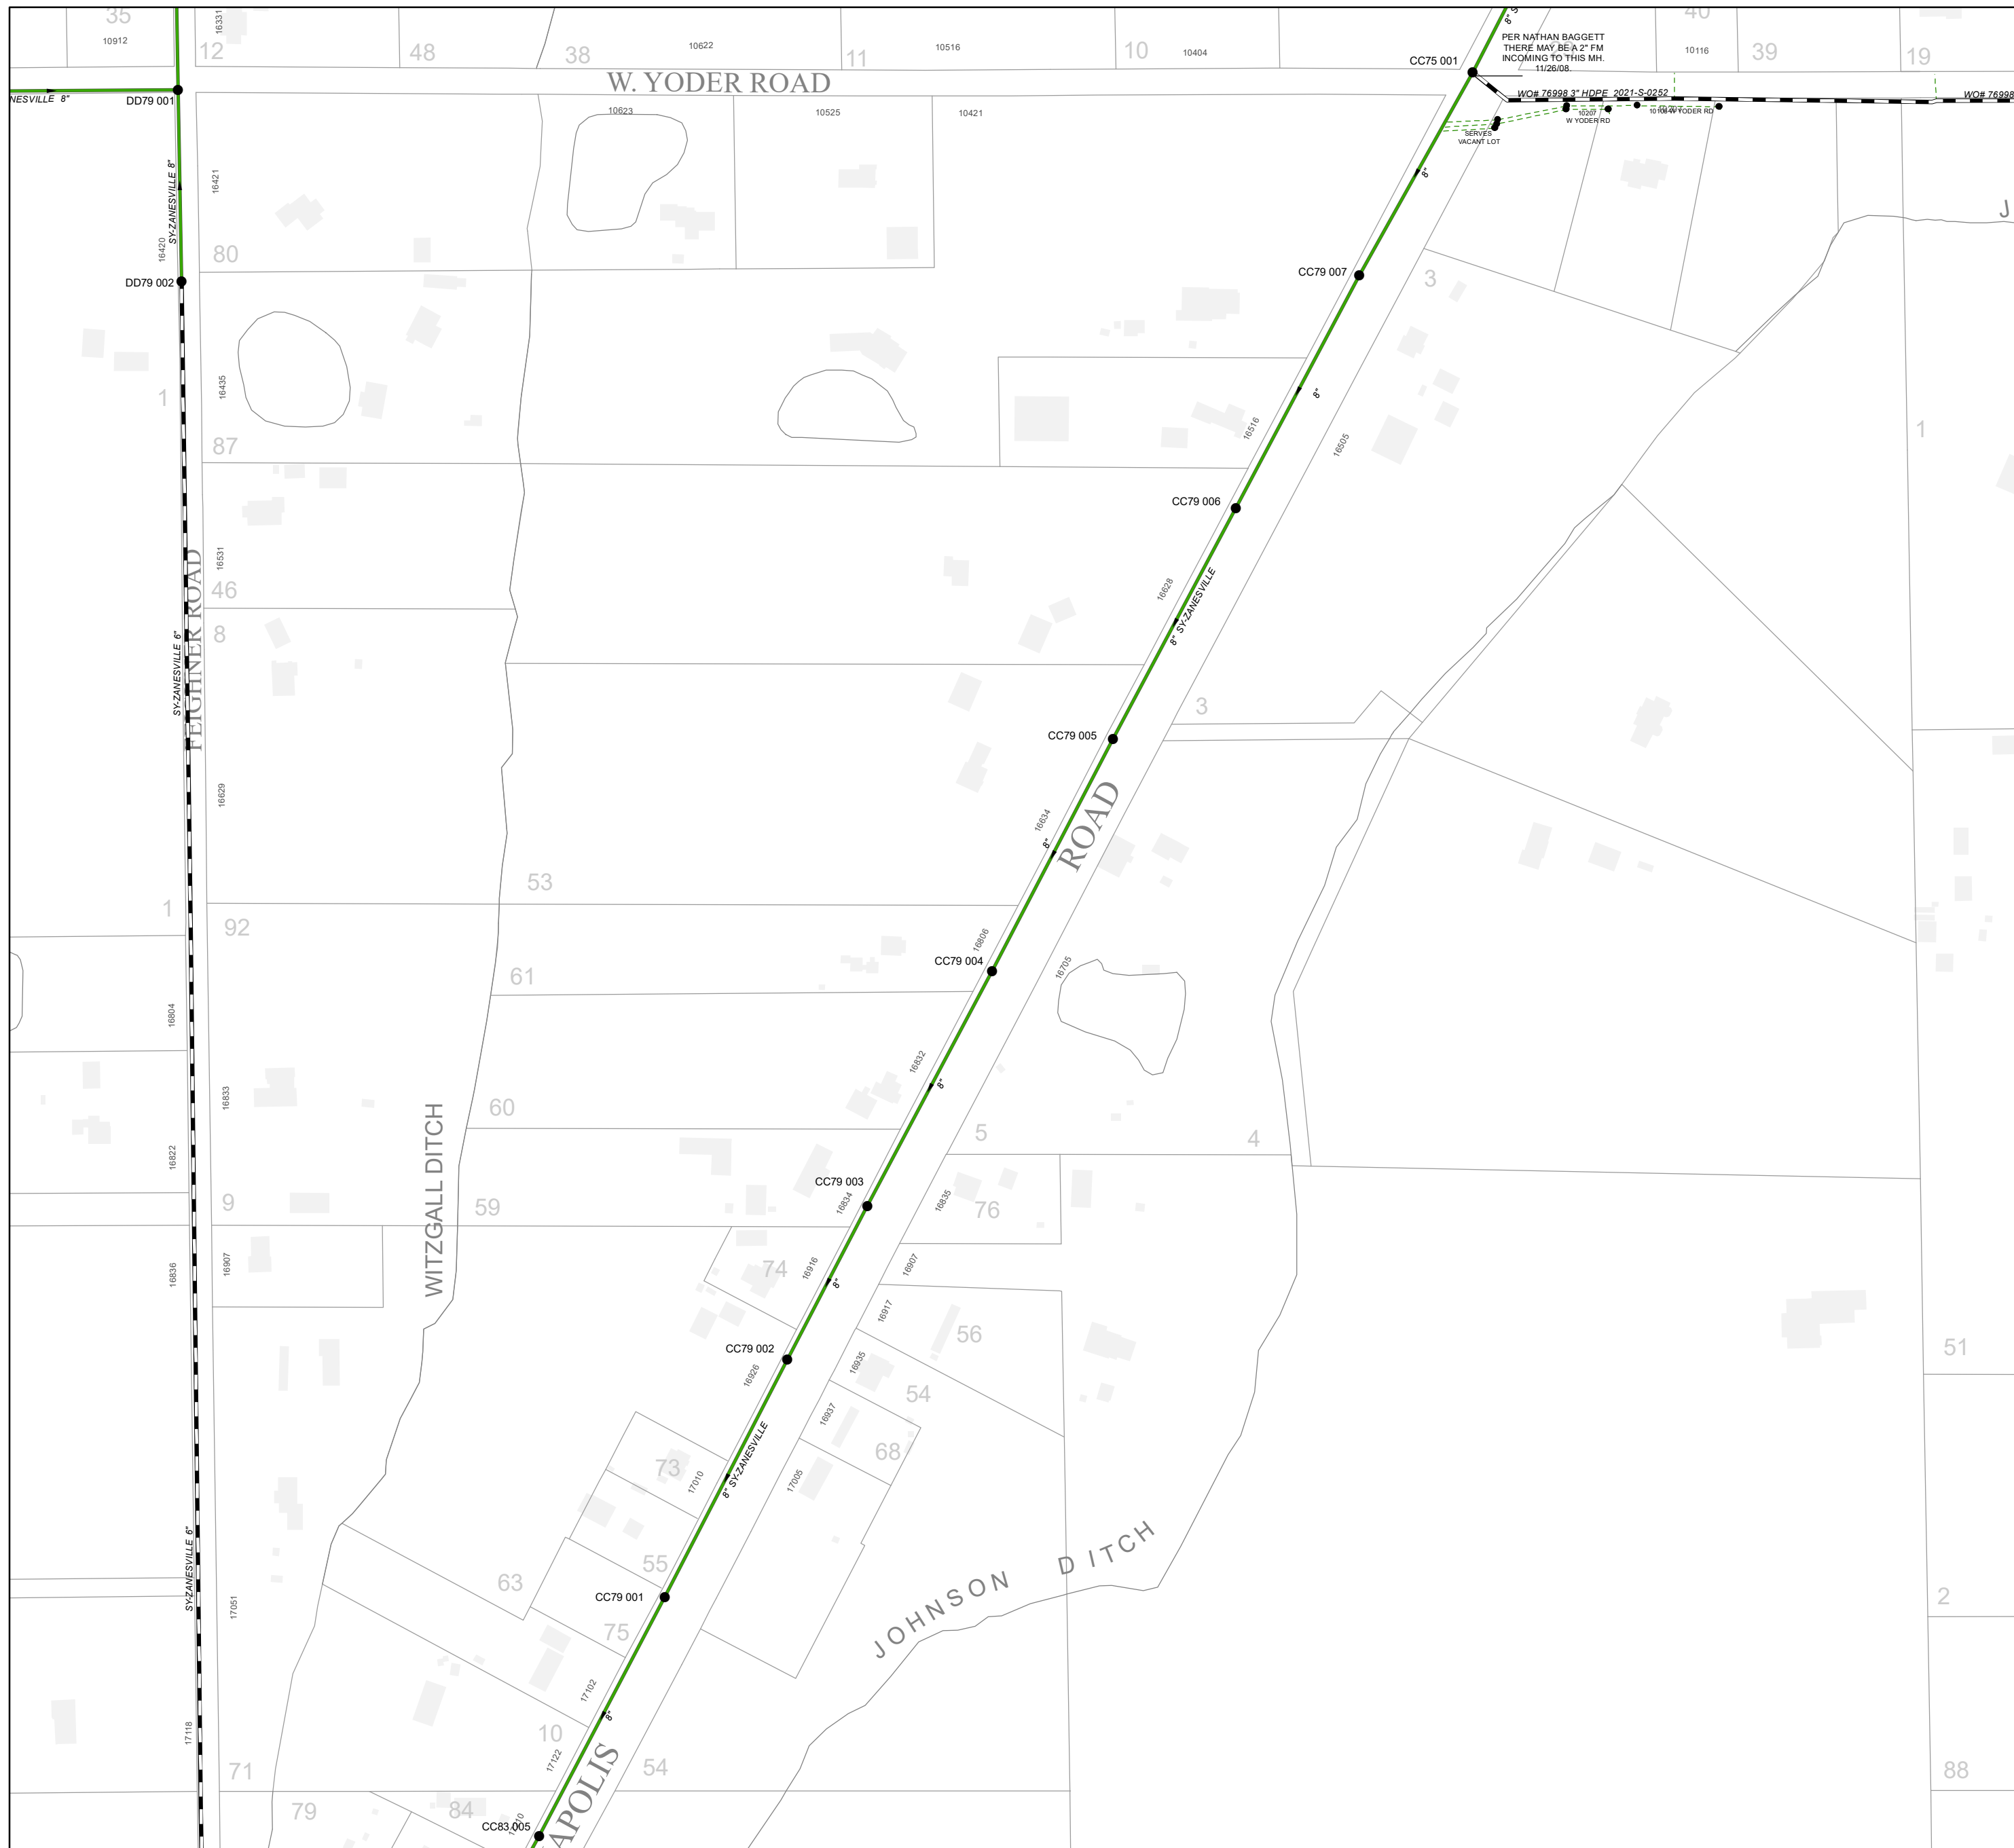 35
10912
16331
12
48
38
10622
11
10516
10
10404
40
10116
39
19
8"
PER NATHAN BAGGETT
THERE MAY BE A 2" FM
INCOMING TO THIS MH.
11/26/08.
CC75 001
W. YODER ROAD
NESVILLE 8"
DD79 001
WO# 76998 3" HDPE 2021-S-0252
WO# 76998
10207
W YODER RD
W YODER RD
SERVES
VACANT LOT
10623
10525
10421
8"
SY-ZANESVILLE 8"
16421
16420
80
DD79 002
CC79 007
3
J
1
16435
87
8"
16516
16505
1
CC79 006
16531
46
8
FEIGHNER ROAD
SY-ZANESVILLE 6"
16628
8" SY-ZANESVILLE
3
CC79 005
16629
16634
8"
ROAD
53
1
92
61
16806
CC79 004
16705
16804
16833
16832
8"
60
5
4
16822
9
WITZGALL DITCH
59
CC79 003
16834
16835
76
16836
16907
74
16916
8"
16907
16917
56
51
CC79 002
16926
16935
54
16937
68
73
17010
8" SY-ZANESVILLE
17005
SY-ZANESVILLE 6"
63
55
JOHNSON DITCH
CC79 001
17051
75
2
17102
8"
17118
10
17122
APOLIS
54
71
88
79
84
CC83 005